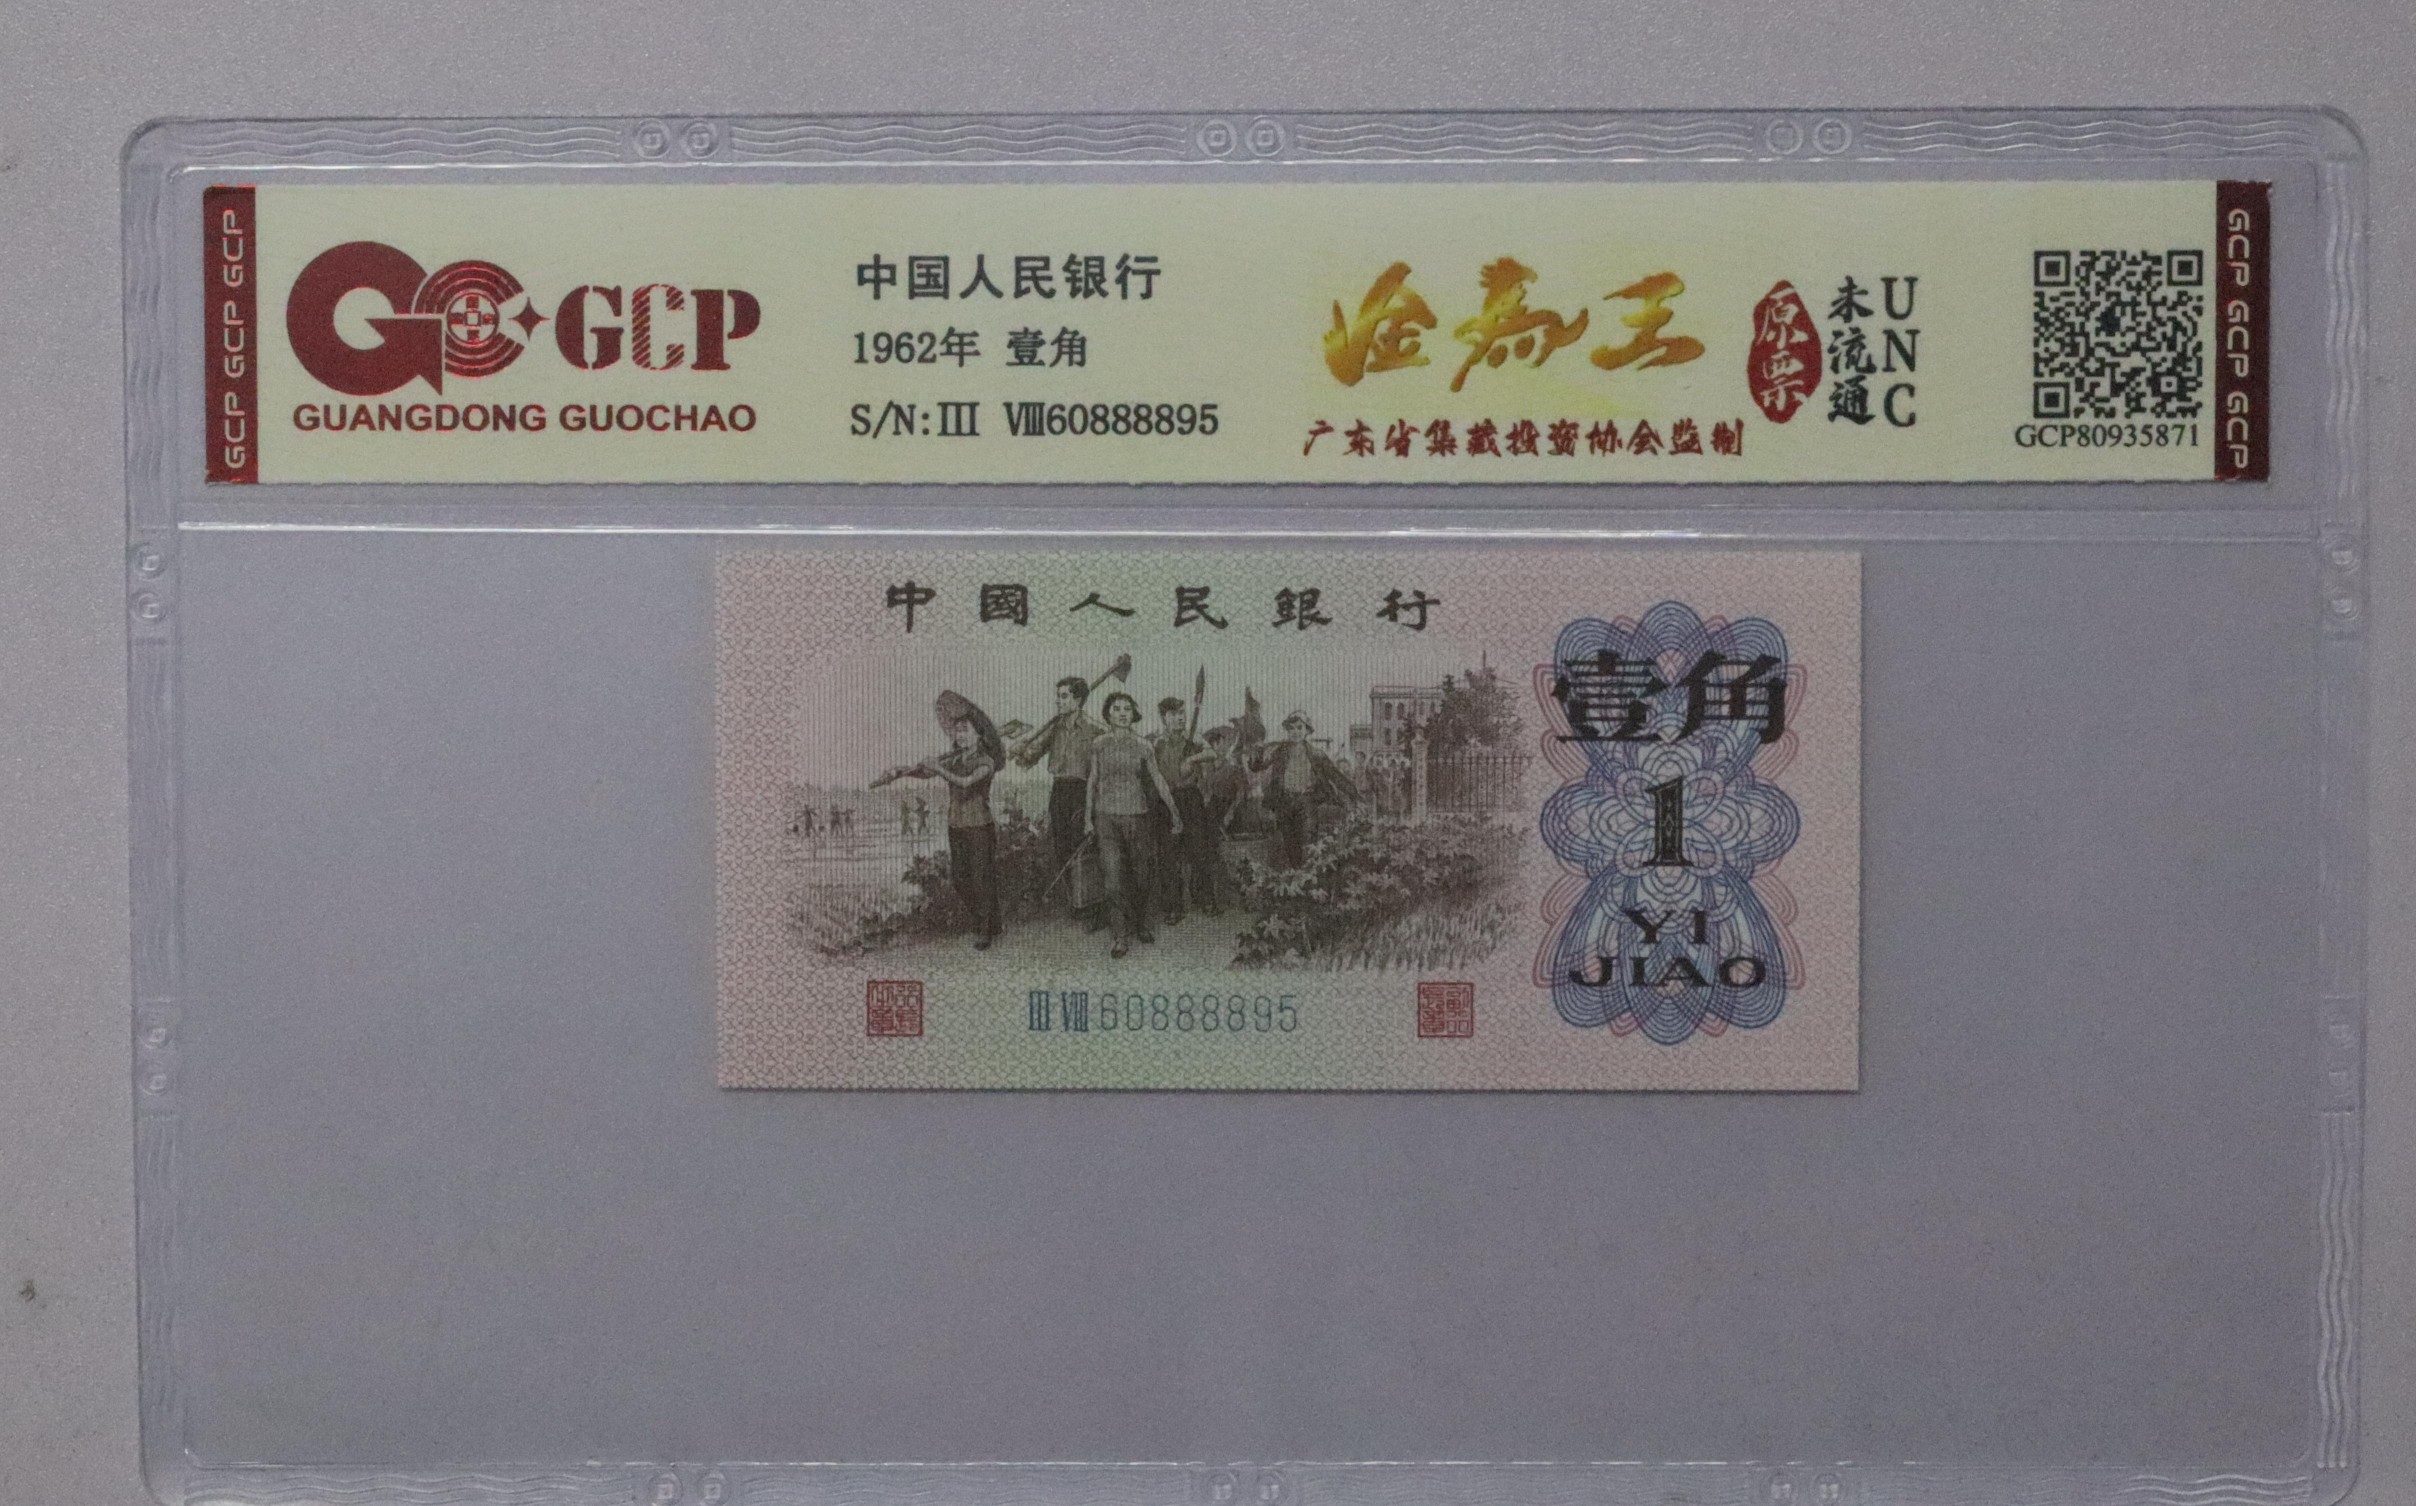 GCP GCP GCP
GCP
GUANGDONG GUOCHAO
中国人民银行
1962年 壹角
S/N:III VIII60888895
广东省集藏投资协会监制
原票
未流通
UNC
GCP80935871
GCP GCP GCP
中國人民銀行
壹角
1
YI
JIAO
III VIII 60888895